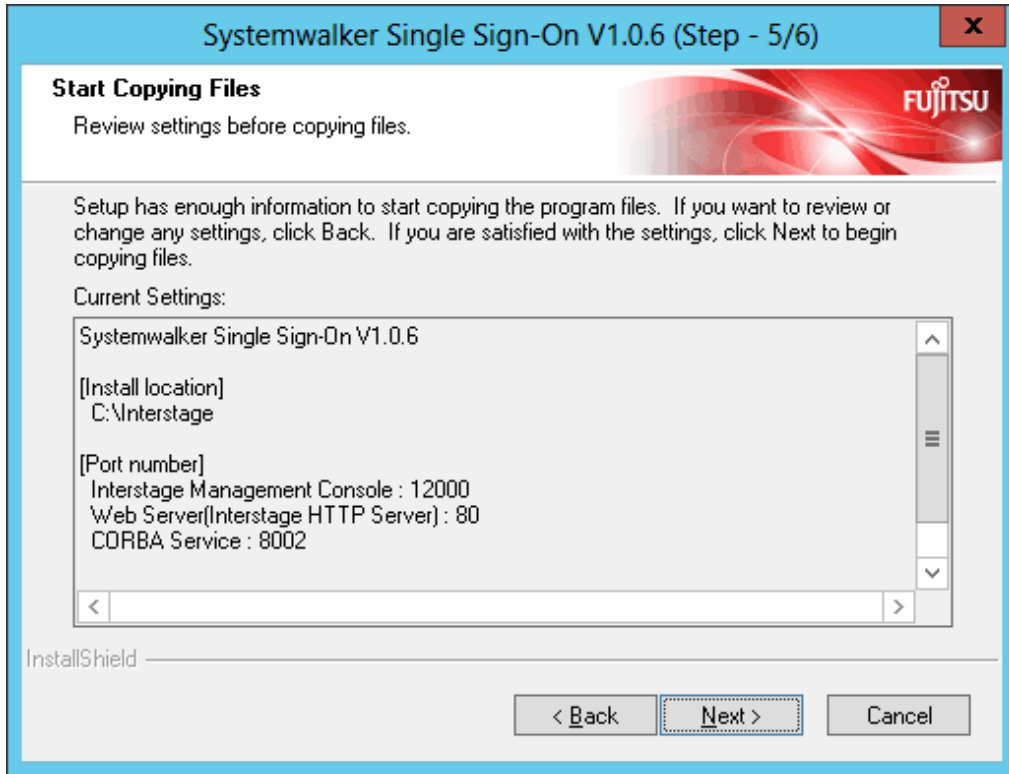 Systemwalker Single Sign-On V1.0.6 (Step - 5/6)
x
Start Copying Files
Review settings before copying files.
FUJITSU
Setup has enough information to start copying the program files. If you want to review or
change any settings, click Back. If you are satisfied with the settings, click Next to begin
copying files.
Current Settings:
Systemwalker Single Sign-On V1.0.6
[Install location]
C:\Interstage
[Port number]
Interstage Management Console : 12000
Web Server(Interstage HTTP Server) : 80
CORBA Service : 8002
InstallShield
< Back
Next >
Cancel